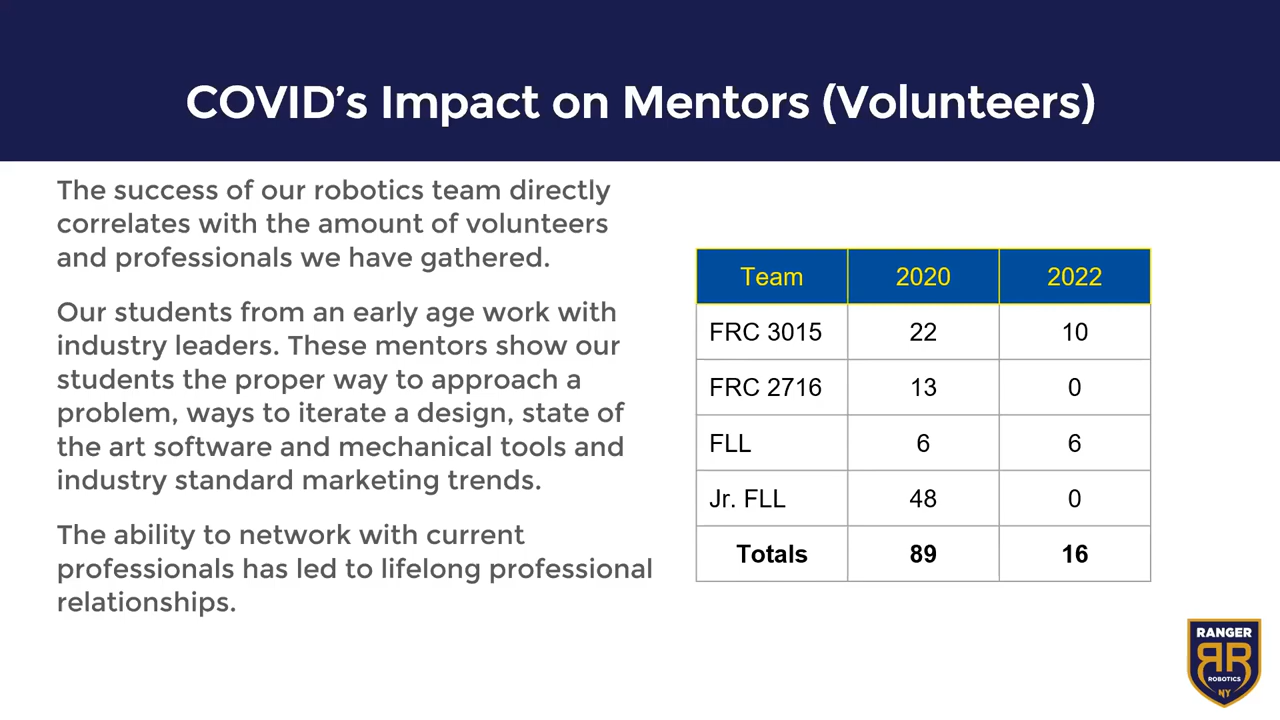 COVID’s Impact on Mentors (Volunteers)
The success of our robotics team directly
correlates with the amount of volunteers
and professionals we have gathered.
Our students from an early age work with
industry leaders. These mentors show our
students the proper way to approach a
problem, ways to iterate a design, state of
the art software and mechanical tools and
industry standard marketing trends.
The ability to network with current
professionals has led to lifelong professional
relationships.
Team 2020 2022
FRC 3015 22 10
FRC 2716 13 0
FLL 6 6
Jr. FLL 48 0
Totals 89 16
RANGER
RR
ROBOTICS
NY